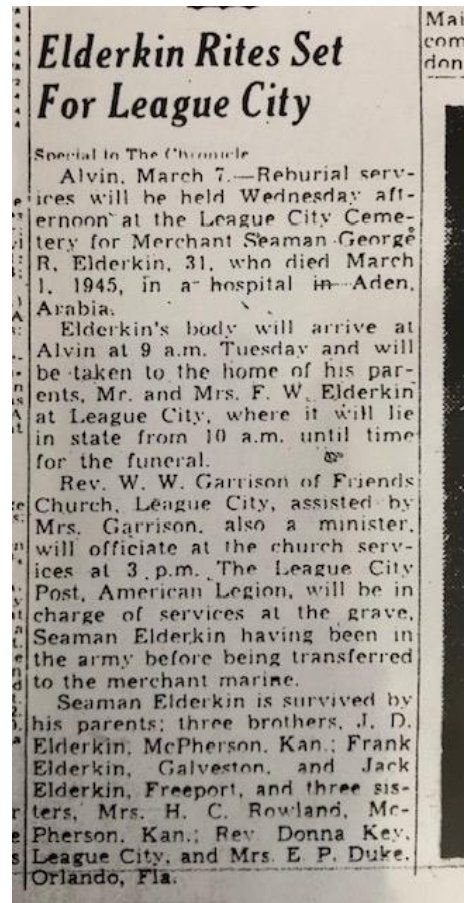 Elderkin Rites Set
For League City
Special to The Chronicle
Alvin, March 7.—Reburial serv-
ices will be held Wednesday aft-
ernoon at the League City Ceme-
tery for Merchant Seaman George
R. Elderkin, 31, who died March
1, 1945, in a hospital in Aden,
Arabia.
Elderkin's body will arrive at
Alvin at 9 a.m. Tuesday and will
be taken to the home of his par-
ents, Mr. and Mrs. F. W. Elderkin
at League City, where it will lie
in state from 10 a.m. until time
for the funeral.
Rev. W. W. Garrison of Friends
Church, League City, assisted by
Mrs. Garrison, also a minister,
will officiate at the church serv-
ices at 3 p.m. The League City
Post, American Legion, will be in
charge of services at the grave,
Seaman Elderkin having been in
the army before being transferred
to the merchant marine.
Seaman Elderkin is survived by
his parents; three brothers, J. D.
Elderkin, McPherson, Kan.; Frank
Elderkin, Galveston, and Jack
Elderkin, Freeport, and three sis-
ters, Mrs. H. C. Rowland, Mc-
Pherson, Kan.; Rev. Donna Key,
League City, and Mrs. E. P. Duke,
Orlando, Fla.
Mai
com
don